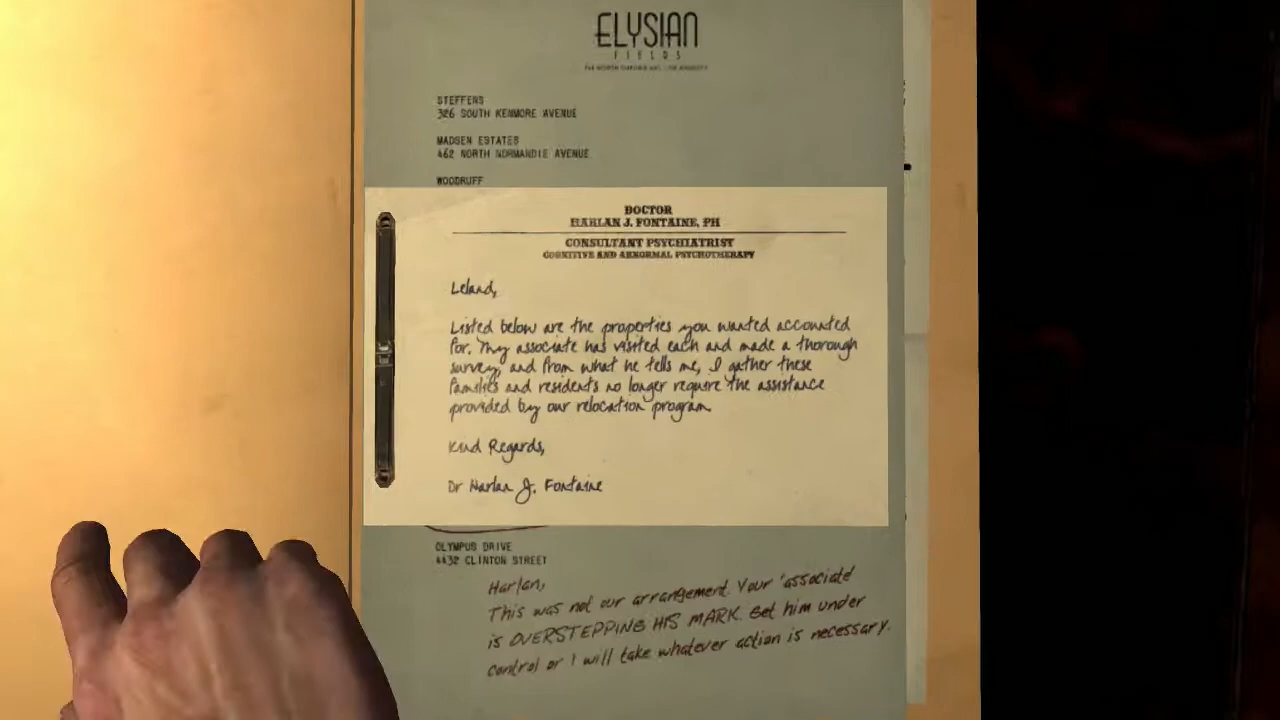 ELYSIAN
FIELDS
STEFFENS
326 SOUTH KENMORE AVENUE
MADSEN ESTATES
462 NORTH NORMANDIE AVENUE
WOODRUFF
DOCTOR
HARLAN J. FONTAINE, PH
CONSULTANT PSYCHIATRIST
COGNITIVE AND ABNORMAL PSYCHOTHERAPY
Leland,
Listed below are the properties you wanted accounted
for. My associate has visited each and made a thorough
survey, and from what he tells me, I gather these
families and residents no longer require the assistance
provided by our relocation program.
Kind Regards,
Dr Harlan J. Fontaine
OLYMPUS DRIVE
4432 CLINTON STREET
Harlan,
This was not our arrangement. Your 'associate'
is OVERSTEPPING HIS MARK. Get him under
control or I will take whatever action is necessary.